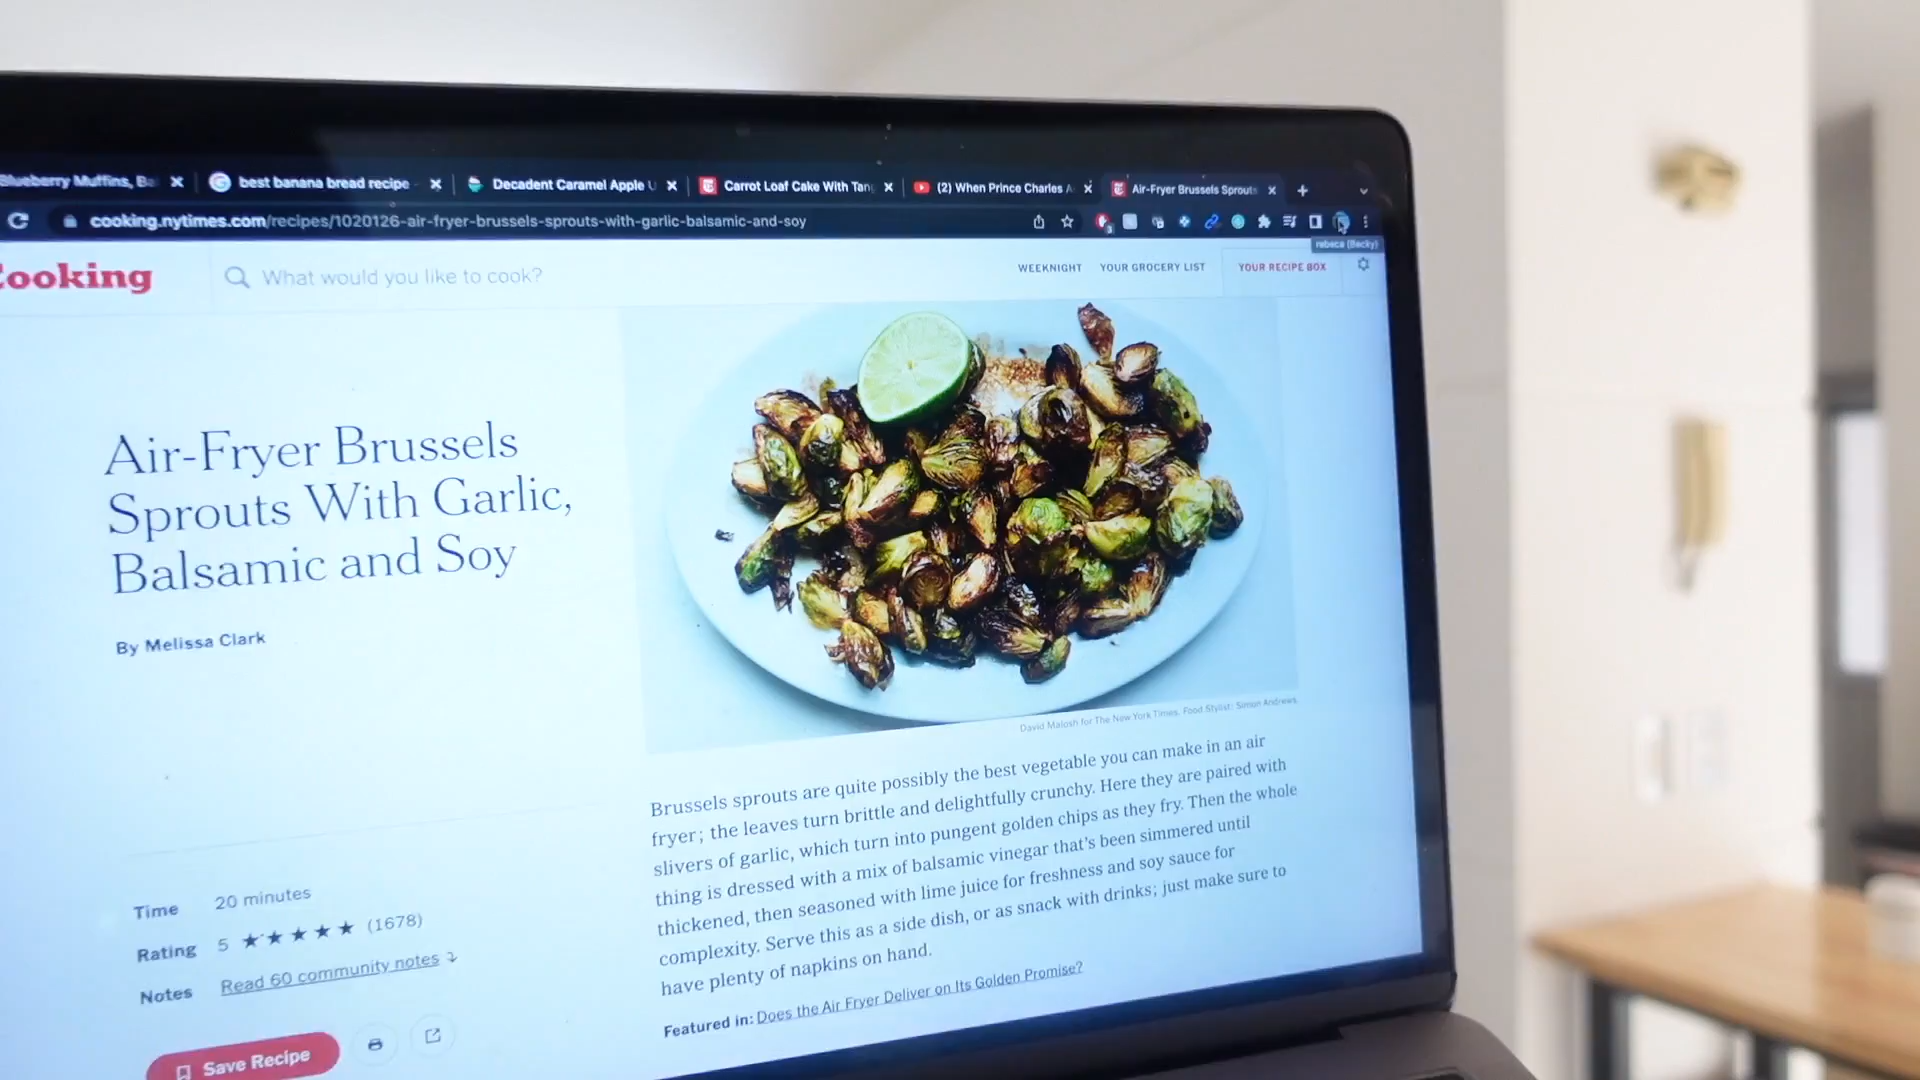 Blueberry Muffins, Ba
best banana bread recipe
Decadent Caramel Apple U
Carrot Loaf Cake With Tan
(2) When Prince Charles A
Air-Fryer Brussels Sprouts
cooking.nytimes.com/recipes/1020126-air-fryer-brussels-sprouts-with-garlic-balsamic-and-soy
rebeca (Becky)
Cooking
What would you like to cook?
WEEKNIGHT
YOUR GROCERY LIST
YOUR RECIPE BOX
Air-Fryer Brussels
Sprouts With Garlic,
Balsamic and Soy
By Melissa Clark
David Malosh for The New York Times. Food Stylist: Simon Andrews.
Brussels sprouts are quite possibly the best vegetable you can make in an air
fryer; the leaves turn brittle and delightfully crunchy. Here they are paired with
slivers of garlic, which turn into pungent golden chips as they fry. Then the whole
thing is dressed with a mix of balsamic vinegar that's been simmered until
thickened, then seasoned with lime juice for freshness and soy sauce for
complexity. Serve this as a side dish, or as snack with drinks; just make sure to
have plenty of napkins on hand.
Featured in: Does the Air Fryer Deliver on Its Golden Promise?
Time 20 minutes
Rating 5 ★★★★★ (1678)
Notes Read 60 community notes
Save Recipe